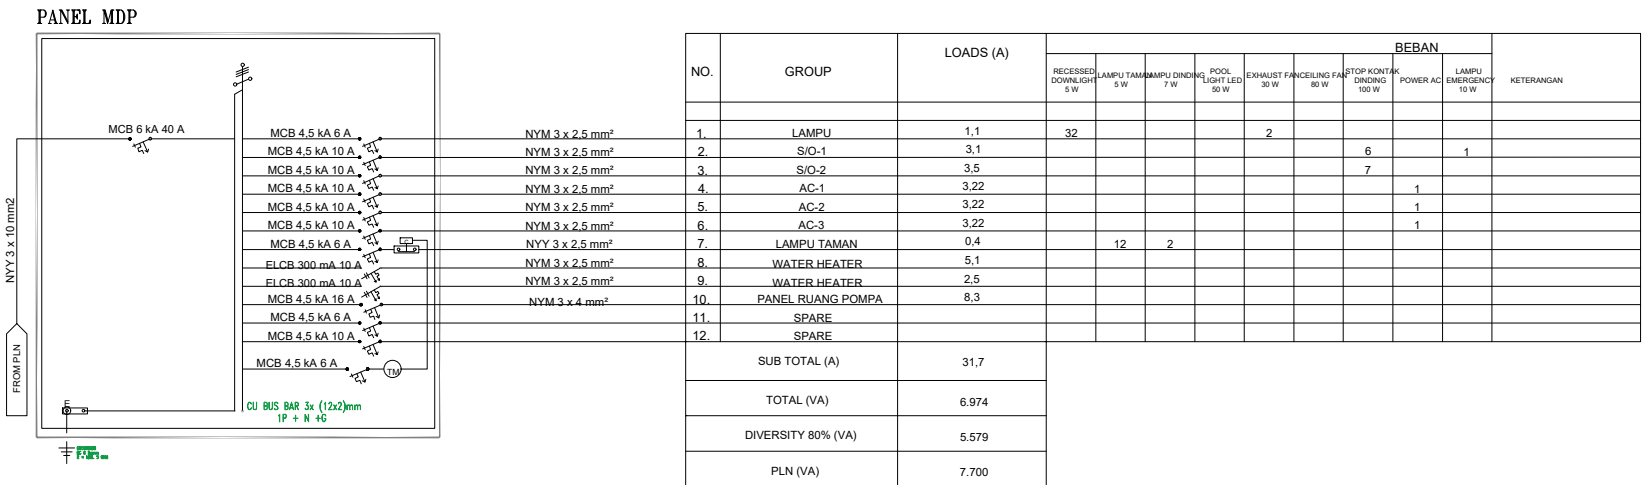 PANEL MDP
NO.
GROUP
LOADS (A)
BEBAN
RECESSED
DOWNLIGHT
5 W
LAMPU TAMAN
5 W
LAMPU DINDING
7 W
POOL
LIGHT LED
50 W
EXHAUST FAN
30 W
CEILING FAN
80 W
STOP KONTAK
DINDING
100 W
POWER AC
LAMPU
EMERGENCY
10 W
KETERANGAN
MCB 6 kA 40 A
NYY 3 x 10 mm2
FROM PLN
MCB 4,5 kA 6 A NYM 3 x 2,5 mm² 1. LAMPU 1,1 32 2
MCB 4,5 kA 10 A NYM 3 x 2,5 mm² 2. S/O-1 3,1 6 1
MCB 4,5 kA 10 A NYM 3 x 2,5 mm² 3. S/O-2 3,5 7
MCB 4,5 kA 10 A NYM 3 x 2,5 mm² 4. AC-1 3,22 1
MCB 4,5 kA 10 A NYM 3 x 2,5 mm² 5. AC-2 3,22 1
MCB 4,5 kA 10 A NYM 3 x 2,5 mm² 6. AC-3 3,22 1
MCB 4,5 kA 6 A NYY 3 x 2,5 mm² 7. LAMPU TAMAN 0,4 12 2
ELCB 300 mA 10 A NYM 3 x 2,5 mm² 8. WATER HEATER 5,1
ELCB 300 mA 10 A NYM 3 x 2,5 mm² 9. WATER HEATER 2,5
MCB 4,5 kA 16 A NYM 3 x 4 mm² 10. PANEL RUANG POMPA 8,3
MCB 4,5 kA 6 A 11. SPARE
MCB 4,5 kA 10 A 12. SPARE
MCB 4,5 kA 6 A TM
SUB TOTAL (A) 31,7
TOTAL (VA) 6.974
DIVERSITY 80% (VA) 5.579
PLN (VA) 7.700
E
CU BUS BAR 3x (12x2)mm
1P + N +G